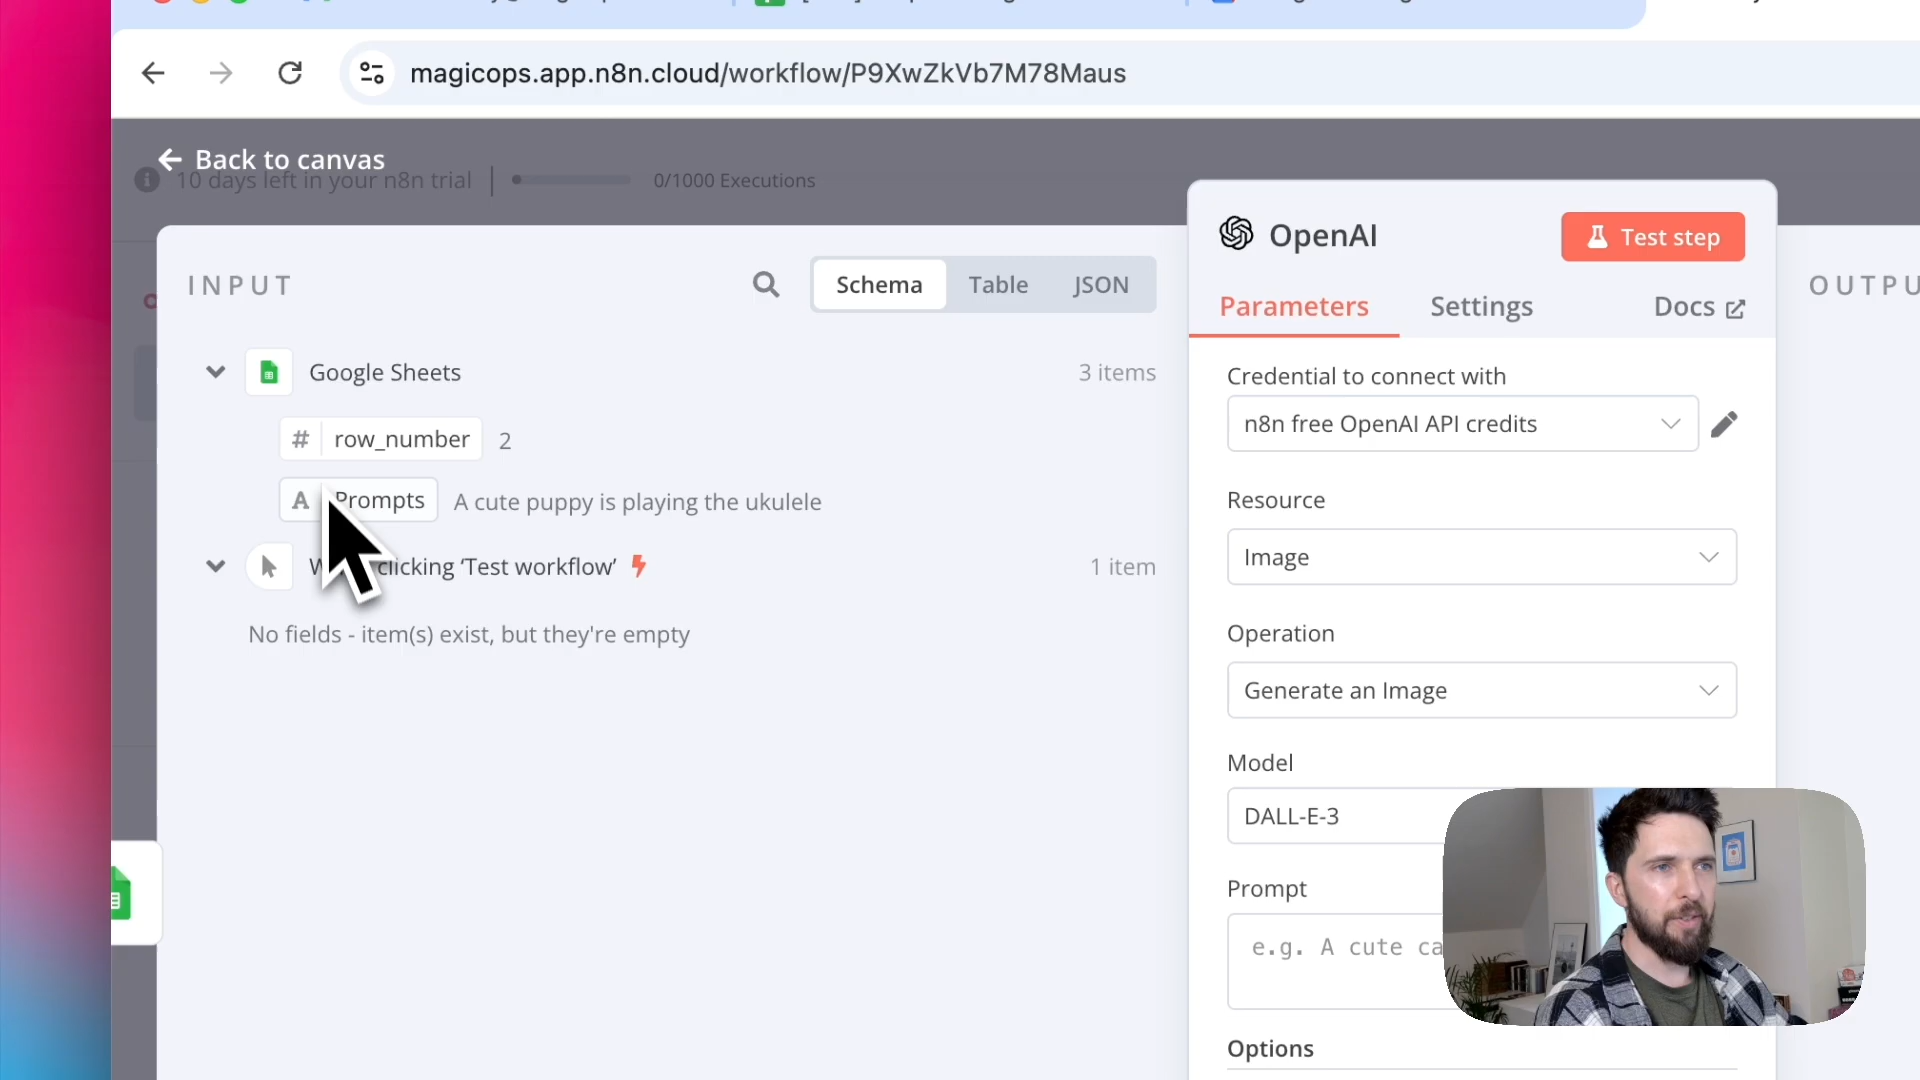 magicops.app.n8n.cloud/workflow/P9XwZkVb7M78Maus
Back to canvas
10 days left in your n8n trial
0/1000 Executions
INPUT
Schema
Table
JSON
Google Sheets
3 items
# row_number 2
A Prompts A cute puppy is playing the ukulele
clicking ‘Test workflow’
1 item
No fields - item(s) exist, but they're empty
OpenAI
Test step
Parameters
Settings
Docs
Credential to connect with
n8n free OpenAI API credits
Resource
Image
Operation
Generate an Image
Model
DALL-E-3
Prompt
e.g. A cute ca
Options
OUTPU